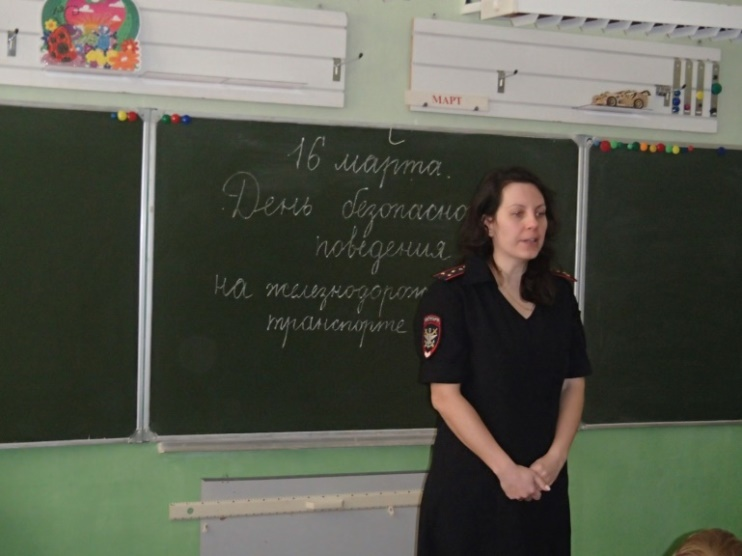 МАРТ
16 марта.
День безопасно
поведения
на железнодорож
транспорте